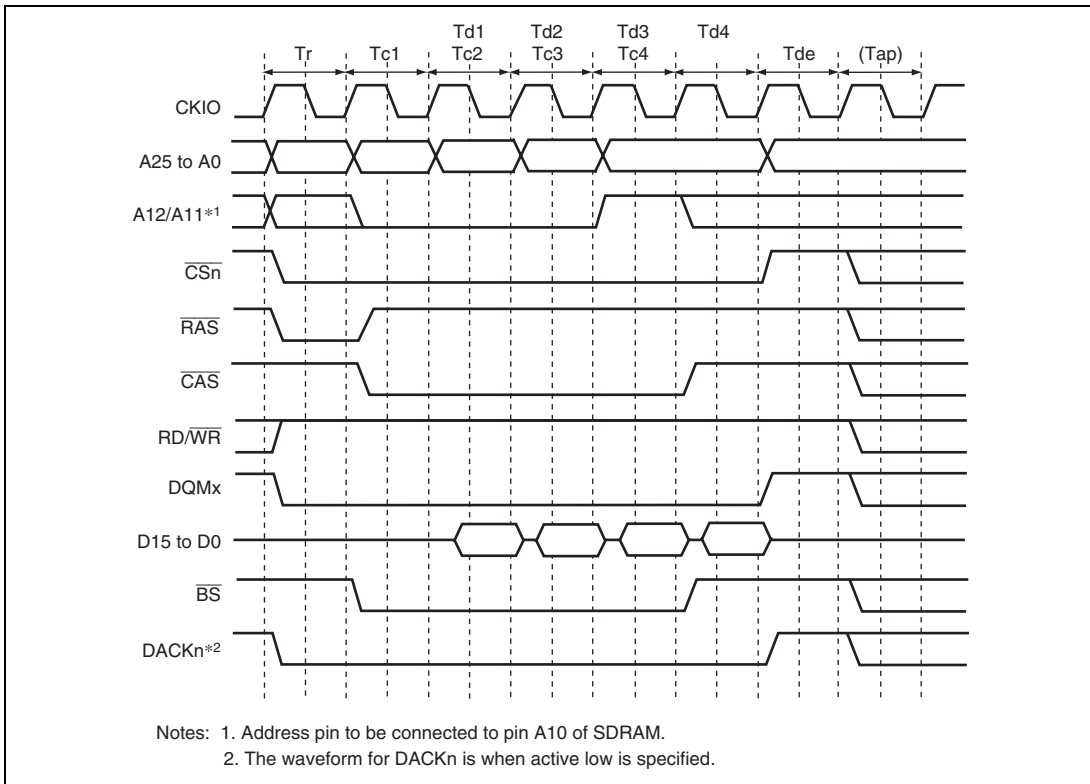 Td1 Td2 Td3 Td4
Tr Tc1 Tc2 Tc3 Tc4 Tde (Tap)
CKIO
A25 to A0
A12/A11*1
CSn
RAS
CAS
RD/WR
DQMx
D15 to D0
BS
DACKn*2
Notes: 1. Address pin to be connected to pin A10 of SDRAM.
2. The waveform for DACKn is when active low is specified.